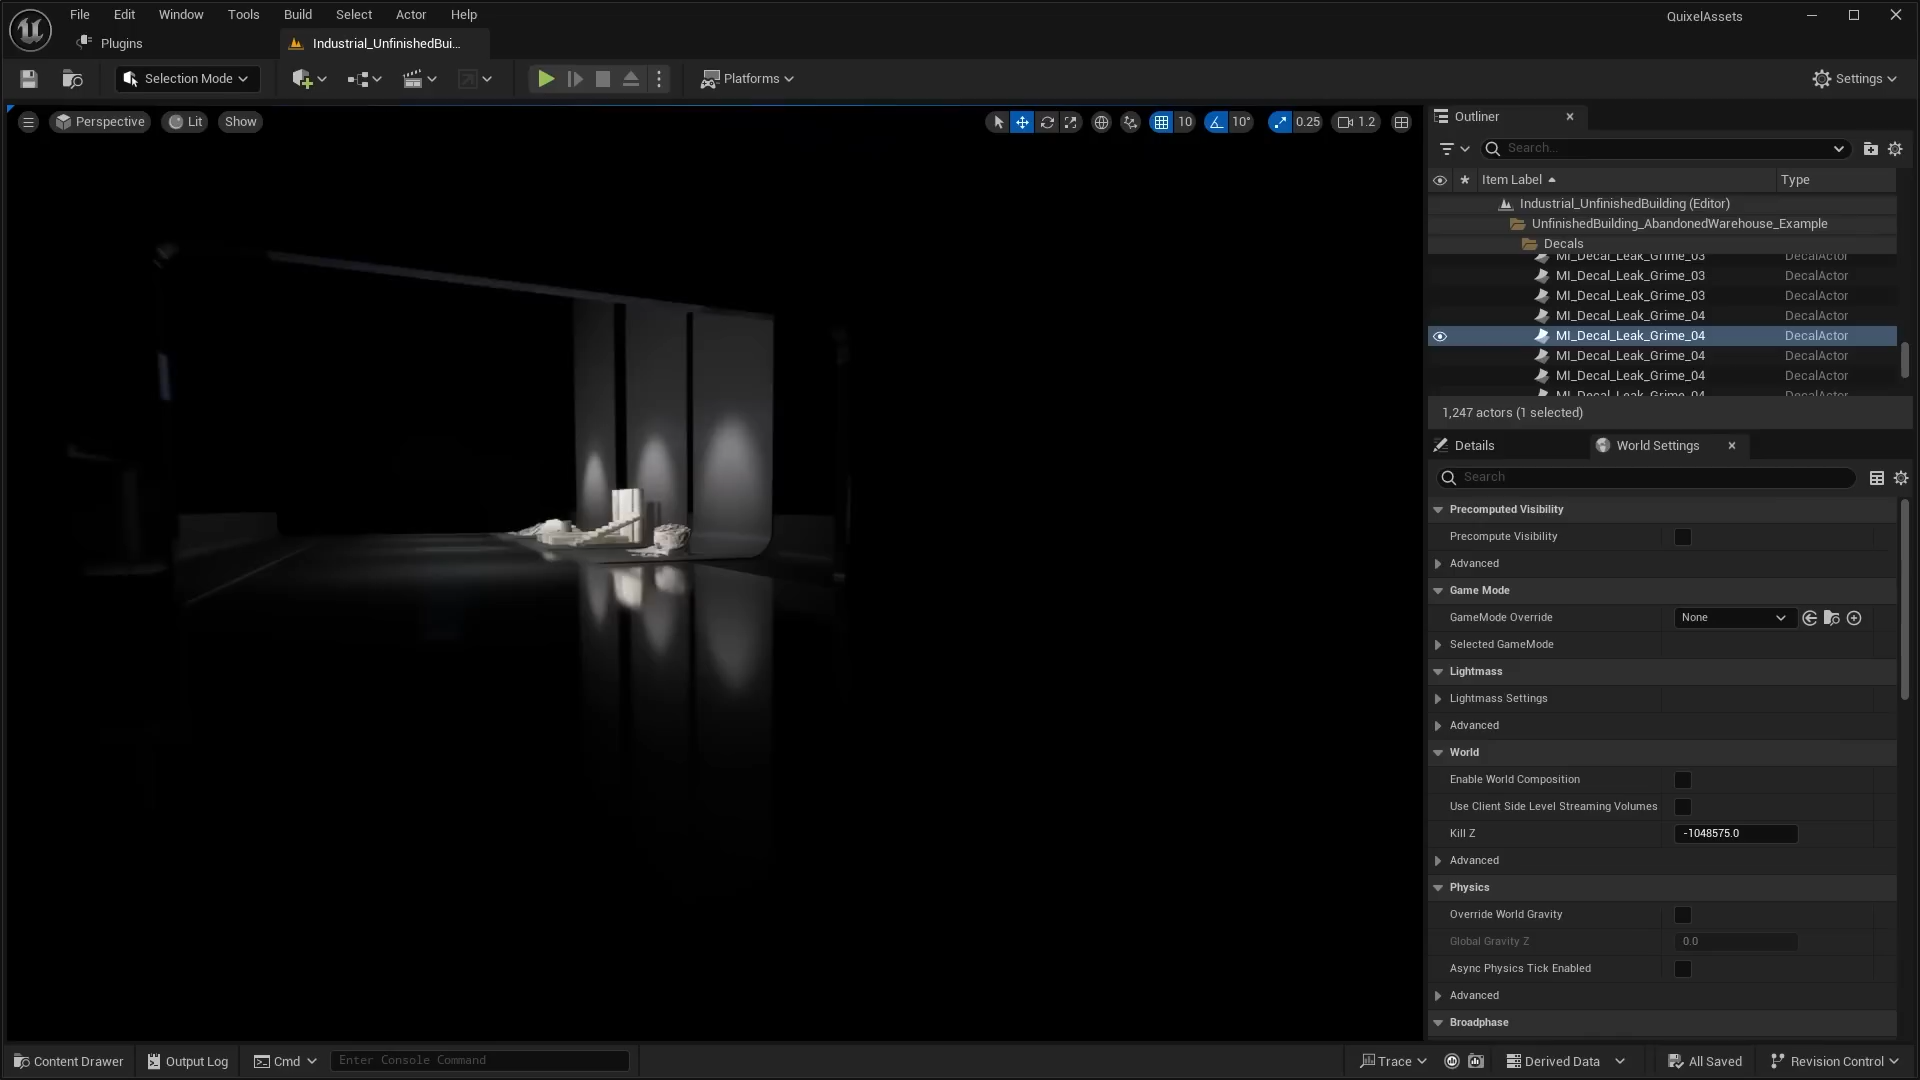 File Edit Window Tools Build Select Actor Help
QuixelAssets
Plugins
Industrial_UnfinishedBui...
Selection Mode
Platforms
Settings
Perspective Lit Show
10 10° 0.25 1.2
Outliner
Search...
Item Label Type
Industrial_UnfinishedBuilding (Editor)
UnfinishedBuilding_AbandonedWarehouse_Example
Decals
MI_Decal_Leak_Grime_03 DecalActor
MI_Decal_Leak_Grime_03 DecalActor
MI_Decal_Leak_Grime_03 DecalActor
MI_Decal_Leak_Grime_04 DecalActor
MI_Decal_Leak_Grime_04 DecalActor
MI_Decal_Leak_Grime_04 DecalActor
MI_Decal_Leak_Grime_04 DecalActor
MI_Decal_Leak_Grime_04 DecalActor
1,247 actors (1 selected)
Details
World Settings
Search
Precomputed Visibility
Precompute Visibility
Advanced
Game Mode
GameMode Override None
Selected GameMode
Lightmass
Lightmass Settings
Advanced
World
Enable World Composition
Use Client Side Level Streaming Volumes
Kill Z -1048575.0
Advanced
Physics
Override World Gravity
Global Gravity Z 0.0
Async Physics Tick Enabled
Advanced
Broadphase
Content Drawer Output Log Cmd Enter Console Command
Trace Derived Data All Saved Revision Control